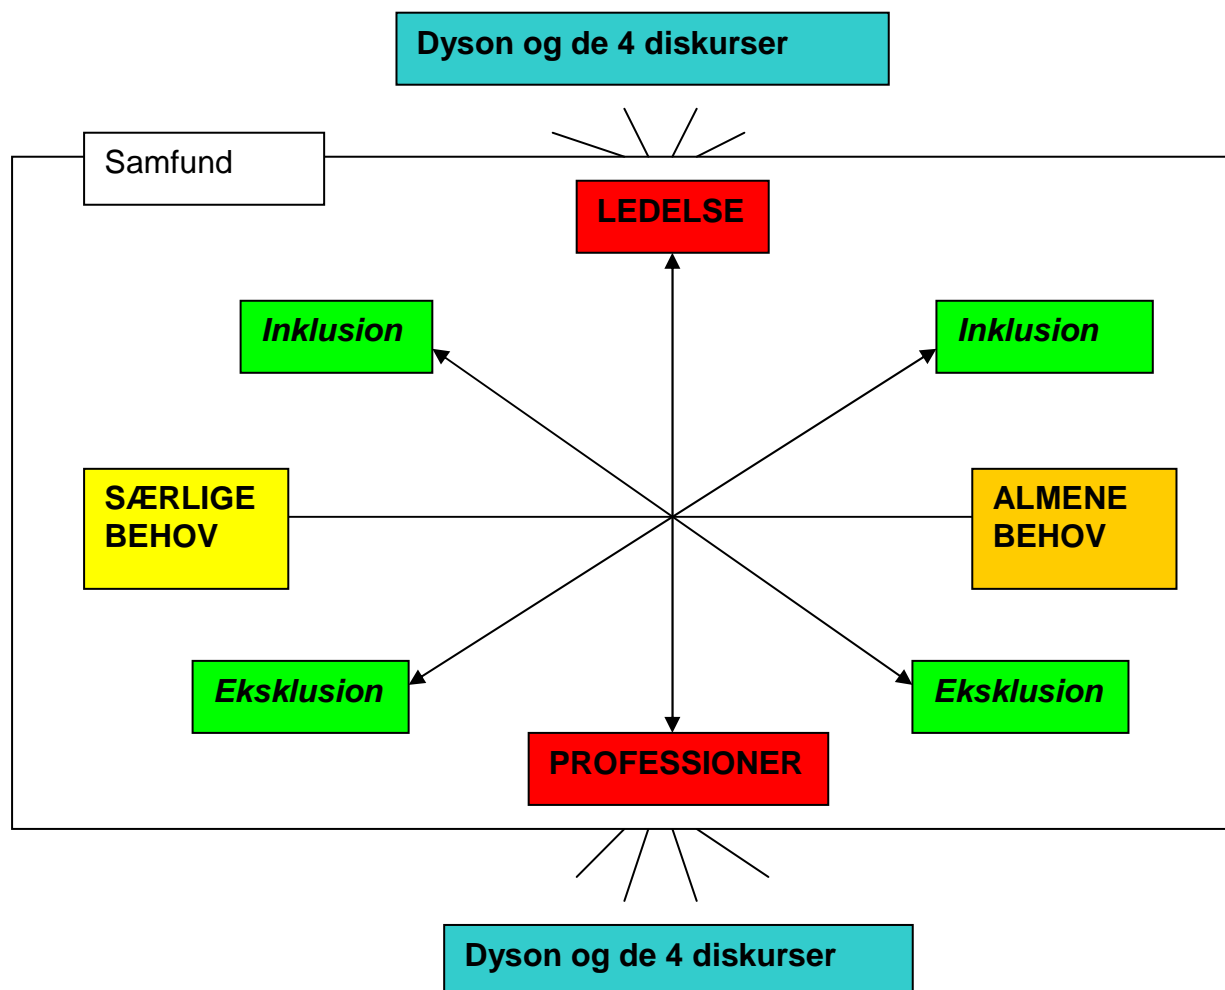 Dyson og de 4 diskurser
Samfund
LEDELSE
Inklusion
Inklusion
SÆRLIGE
BEHOV
ALMENE
BEHOV
Eksklusion
Eksklusion
PROFESSIONER
Dyson og de 4 diskurser